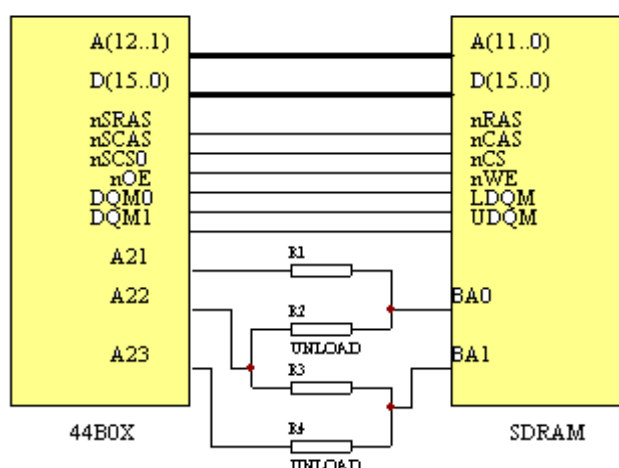 A(12..1) A(11..0)
D(15..0) D(15..0)
nSRAS nRAS
nSCAS nCAS
nSCS0 nCS
nOE nWE
DQM0 LDQM
DQM1 UDQM
A21 R1
A22 R2 BA0
UNLOAD
A23 R3 BA1
R4
44B0X SDRAM
UNLOAD